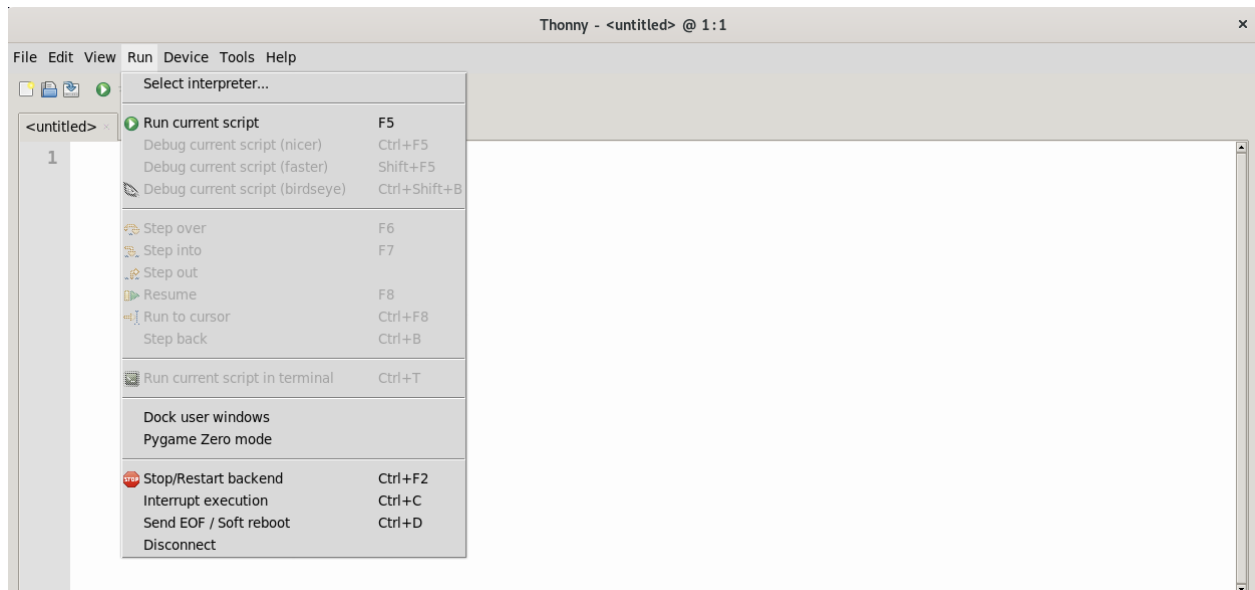 Thonny - <untitled> @ 1:1 ×
File Edit View Run Device Tools Help
<untitled> ×
1
Select interpreter...
Run current script F5
Debug current script (nicer) Ctrl+F5
Debug current script (faster) Shift+F5
Debug current script (birdseye) Ctrl+Shift+B
Step over F6
Step into F7
Step out
Resume F8
Run to cursor Ctrl+F8
Step back Ctrl+B
Run current script in terminal Ctrl+T
Dock user windows
Pygame Zero mode
STOP Stop/Restart backend Ctrl+F2
Interrupt execution Ctrl+C
Send EOF / Soft reboot Ctrl+D
Disconnect